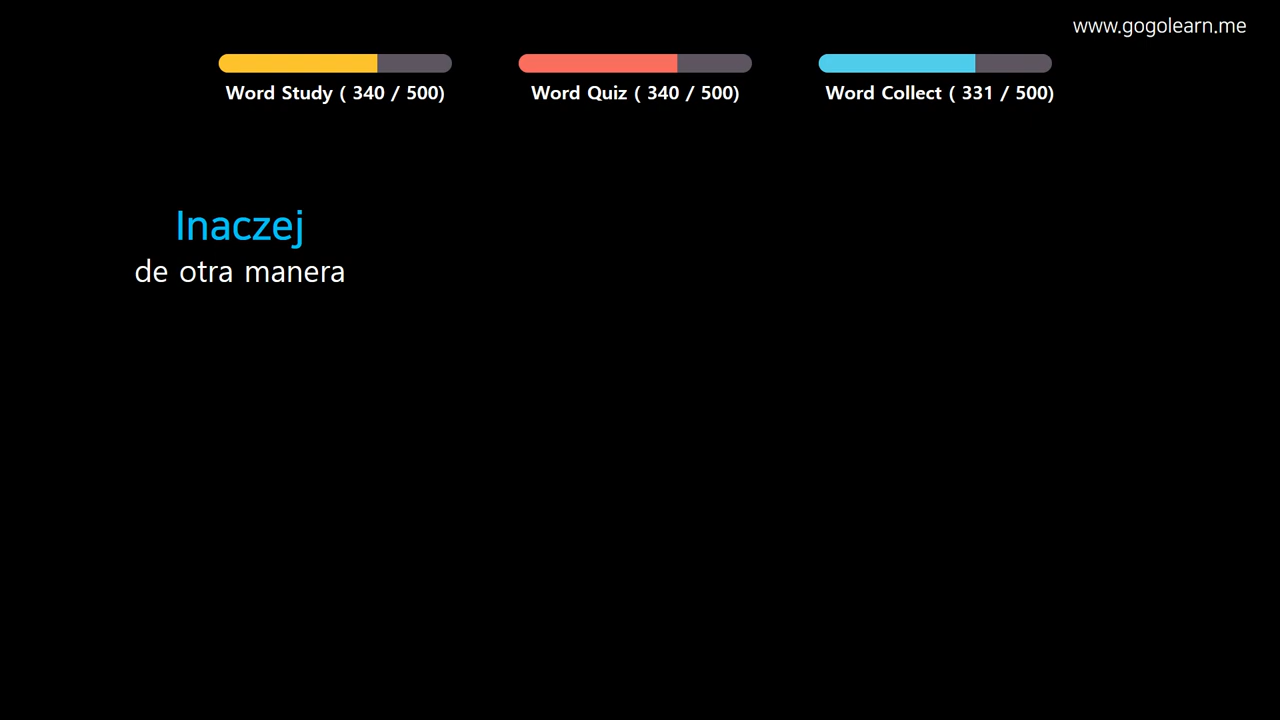 www.gogolearn.me
Word Study ( 340 / 500)
Word Quiz ( 340 / 500)
Word Collect ( 331 / 500)
Inaczej
de otra manera